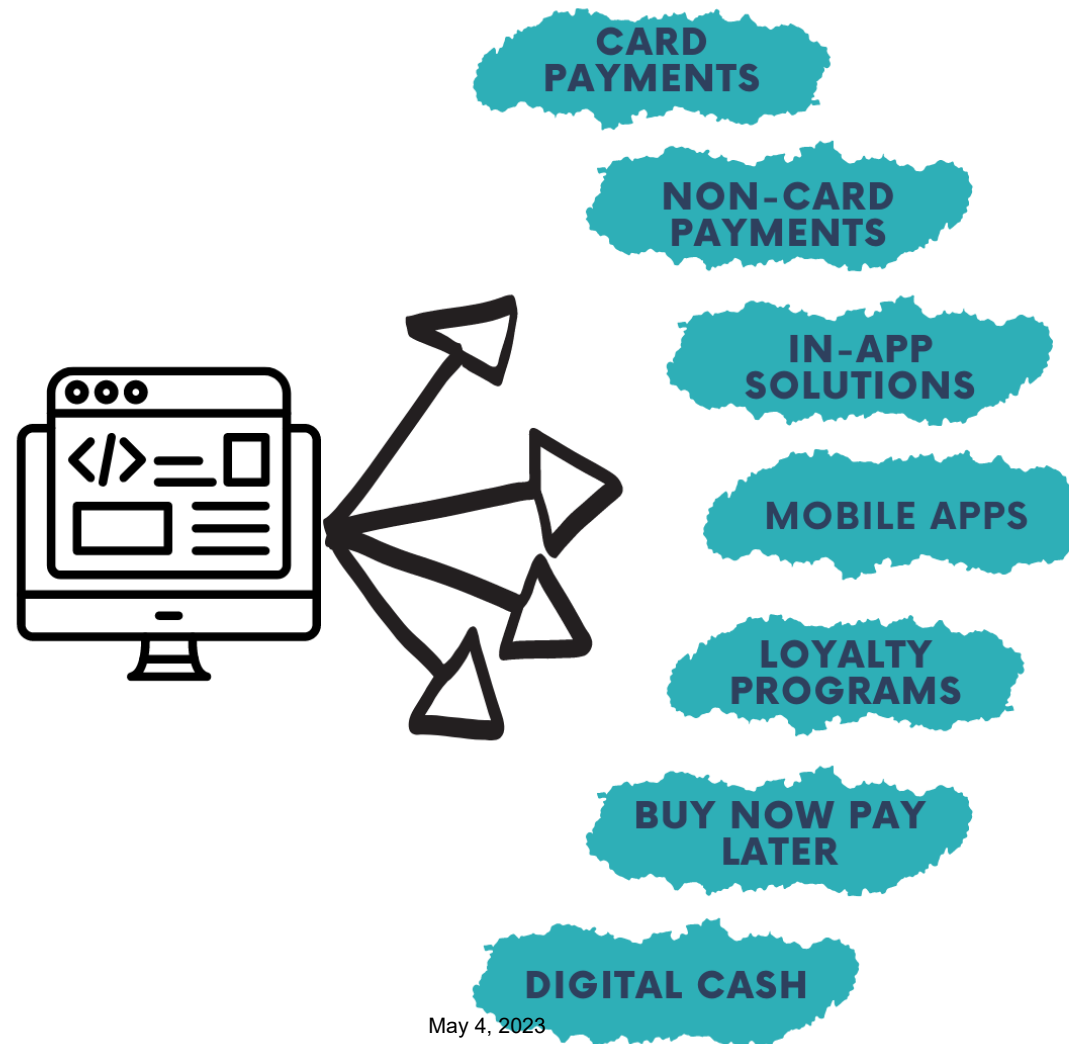 CARD
PAYMENTS
NON-CARD
PAYMENTS
IN-APP
SOLUTIONS
MOBILE APPS
LOYALTY
PROGRAMS
BUY NOW PAY
LATER
DIGITAL CASH
May 4, 2023